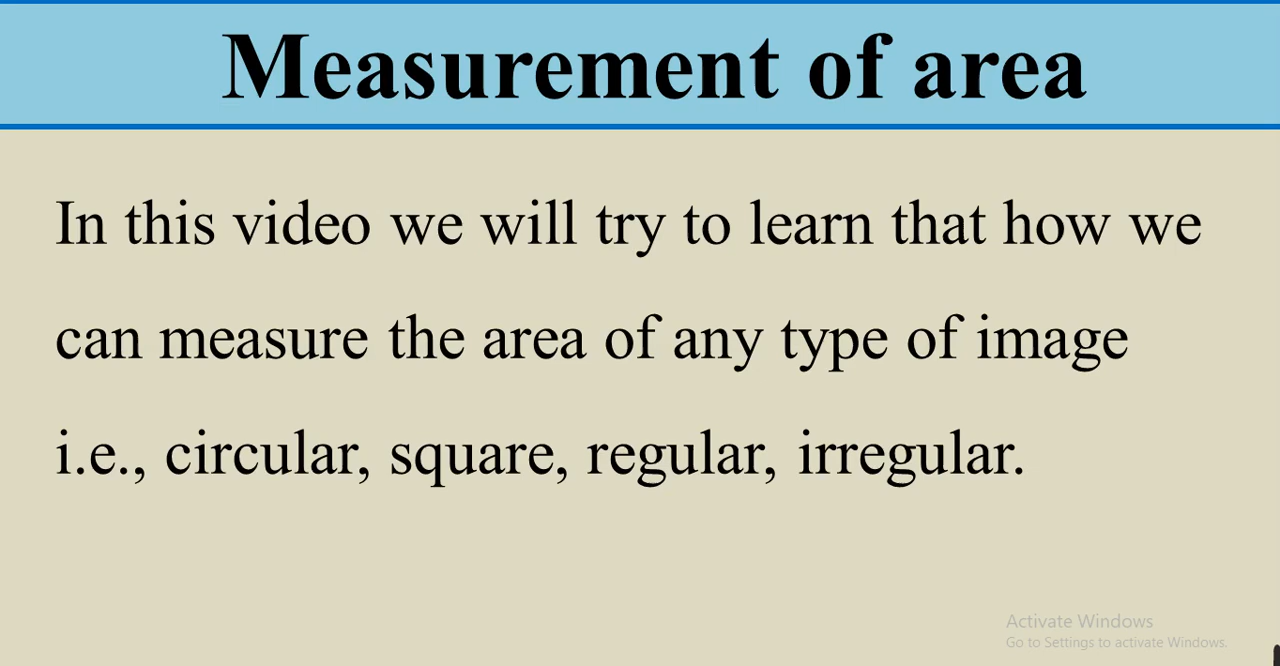 Measurement of area
In this video we will try to learn that how we
can measure the area of any type of image
i.e., circular, square, regular, irregular.
Activate Windows
Go to Settings to activate Windows.